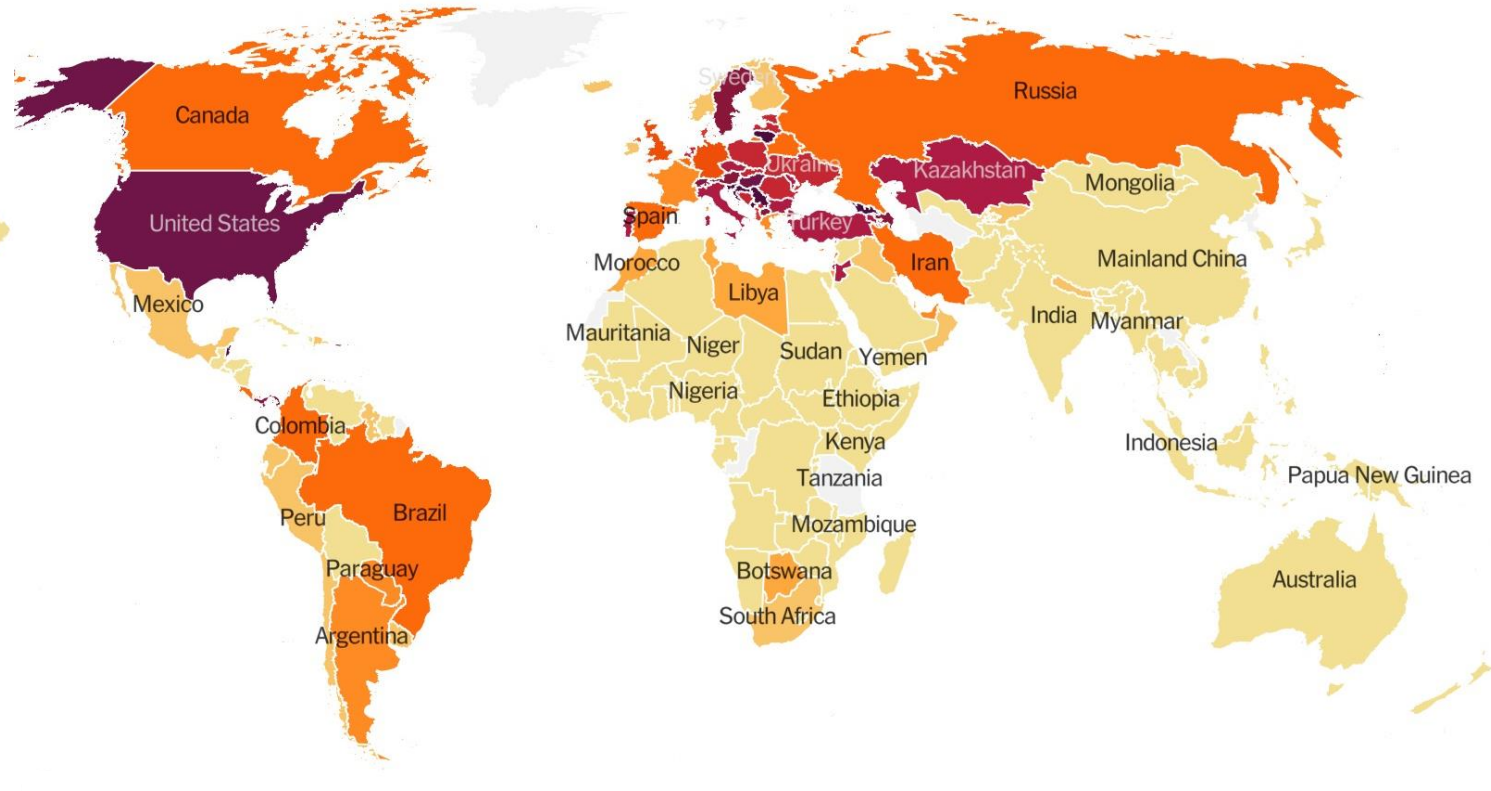 Sweden
Russia
Canada
Ukraine
Kazakhstan
Mongolia
United States
Spain
Turkey
Morocco
Iran
Mainland China
Mexico
Libya
India
Myanmar
Mauritania
Niger
Sudan
Yemen
Nigeria
Ethiopia
Colombia
Kenya
Indonesia
Tanzania
Papua New Guinea
Peru
Brazil
Mozambique
Paraguay
Botswana
Australia
South Africa
Argentina